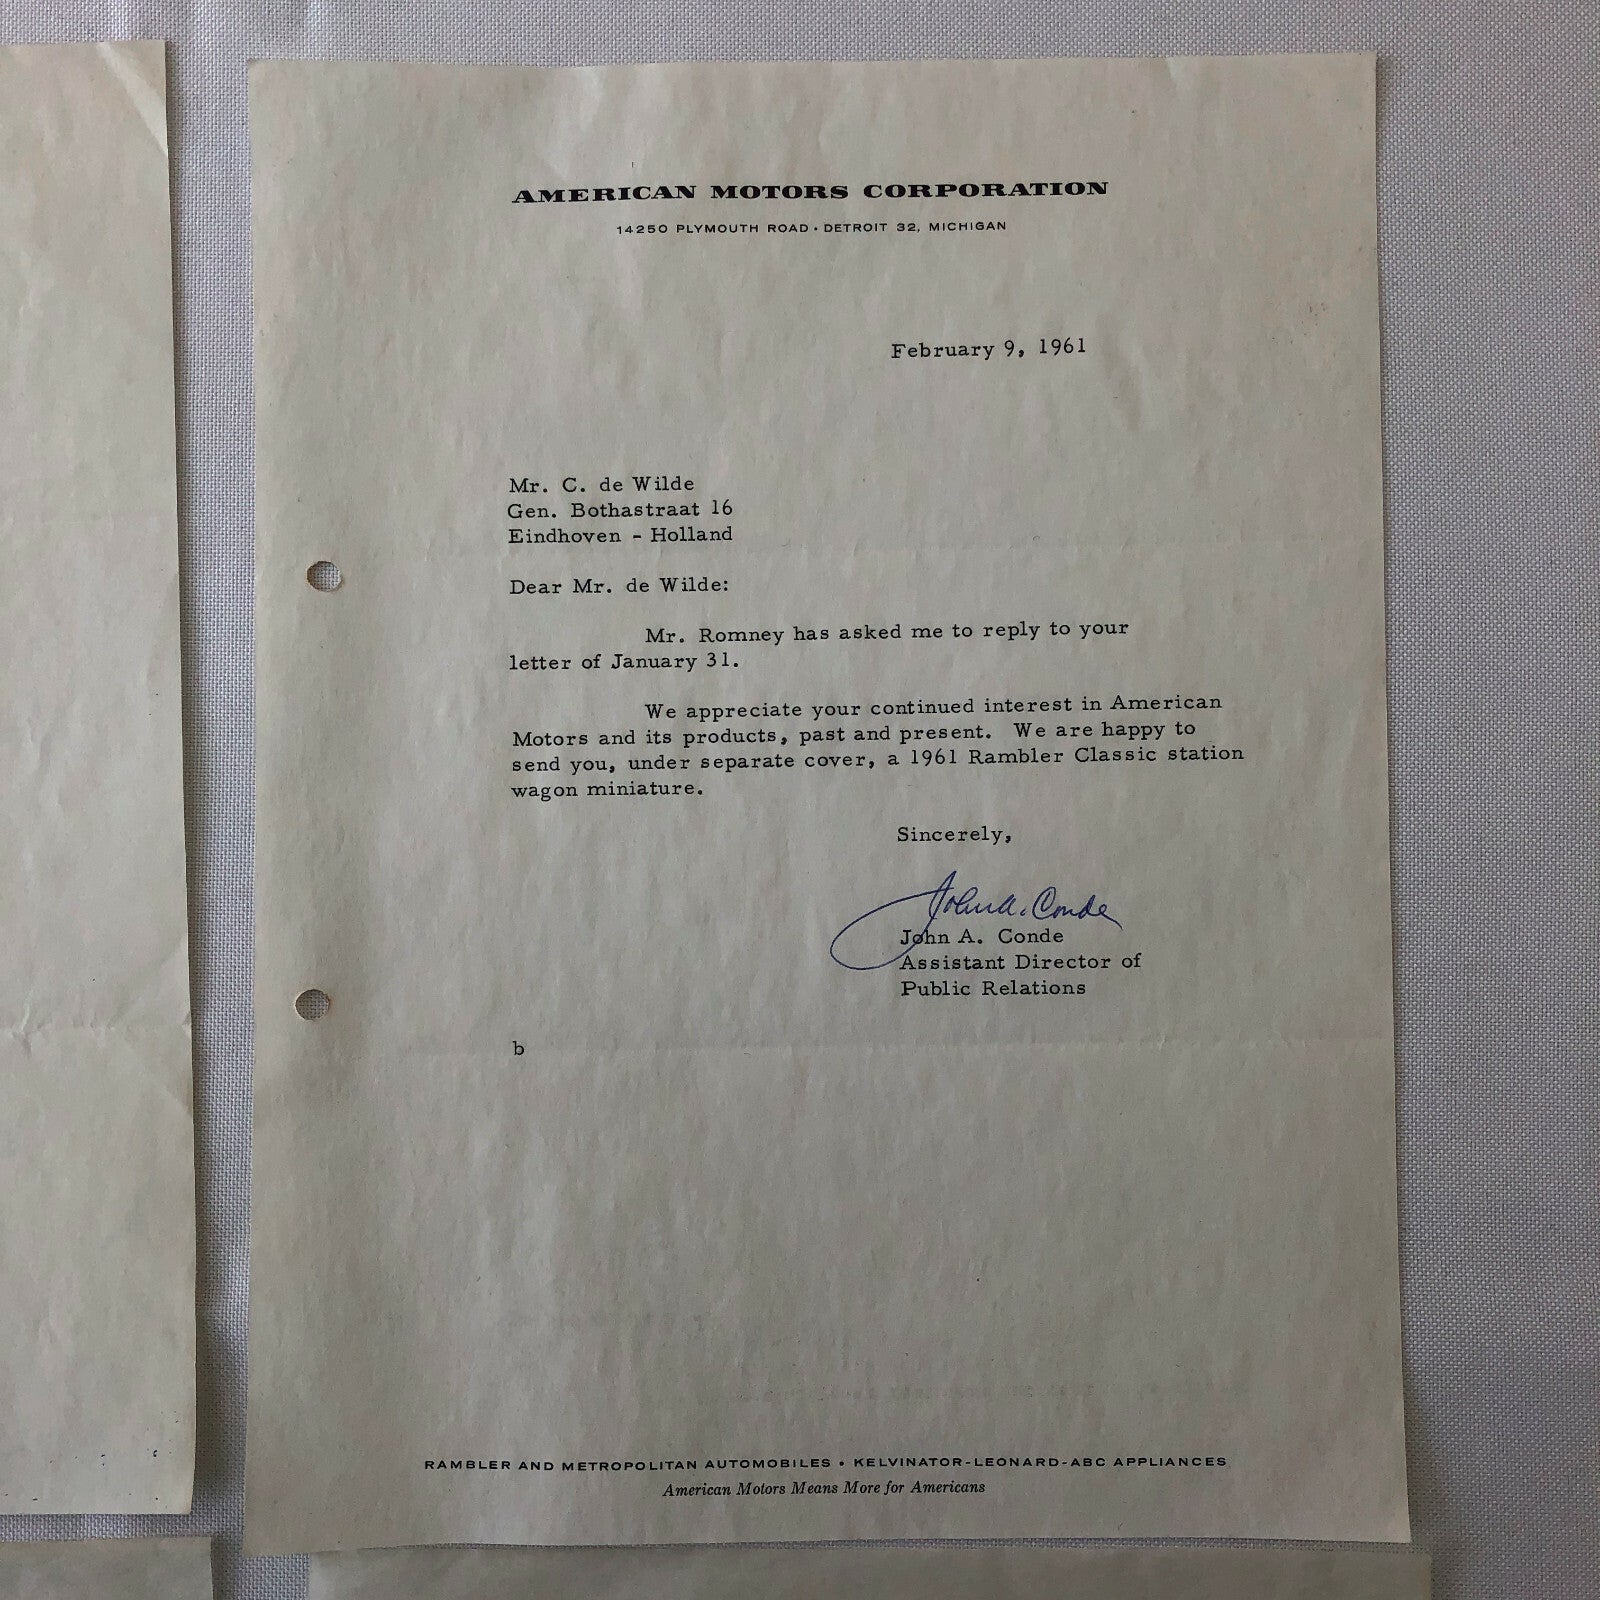 AMERICAN MOTORS CORPORATION
14250 PLYMOUTH ROAD • DETROIT 32, MICHIGAN
February 9, 1961
Mr. C. de Wilde
Gen. Bothastraat 16
Eindhoven - Holland
Dear Mr. de Wilde:
Mr. Romney has asked me to reply to your
letter of January 31.
We appreciate your continued interest in American
Motors and its products, past and present. We are happy to
send you, under separate cover, a 1961 Rambler Classic station
wagon miniature.
Sincerely,
John A. Conde
John A. Conde
Assistant Director of
Public Relations
b
RAMBLER AND METROPOLITAN AUTOMOBILES • KELVINATOR-LEONARD-ABC APPLIANCES
American Motors Means More for Americans